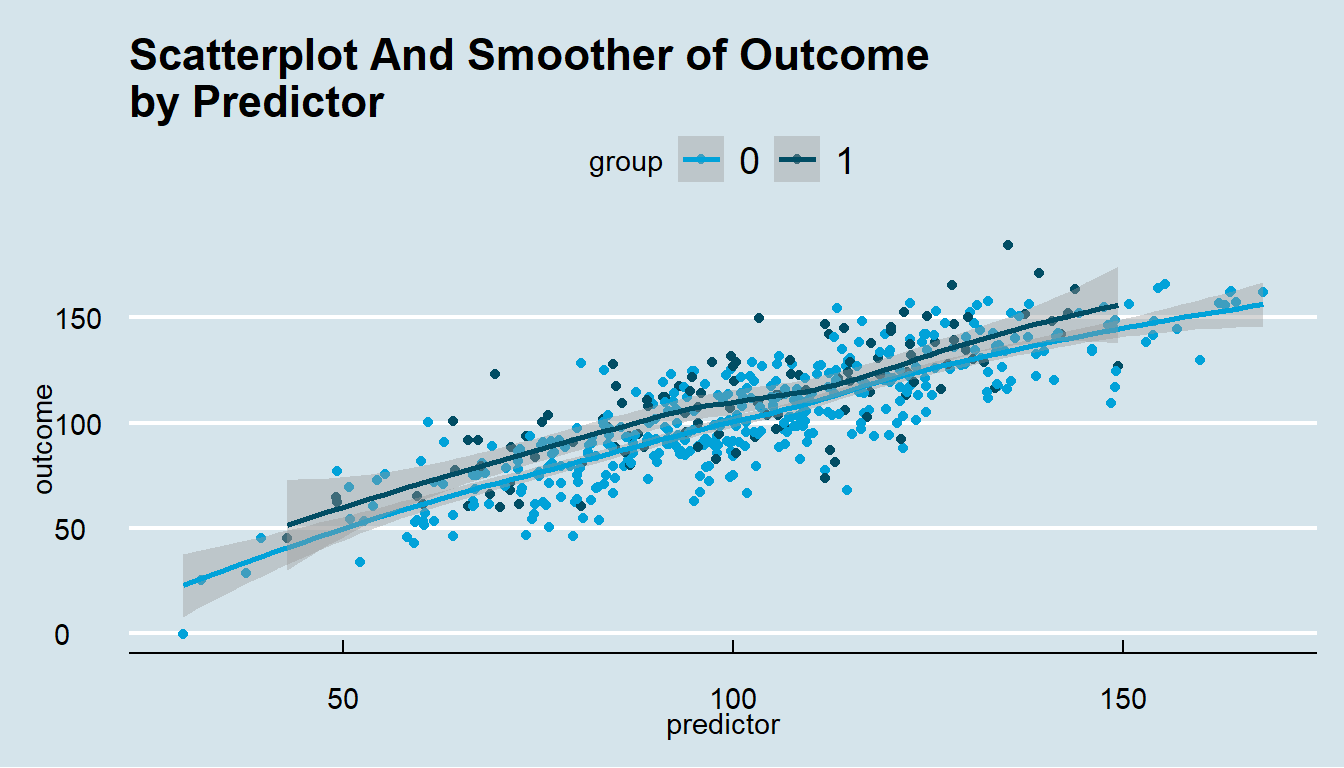 Scatterplot And Smoother of Outcome
by Predictor
group 0 1
150
100
50
0
outcome
50 100 150
predictor